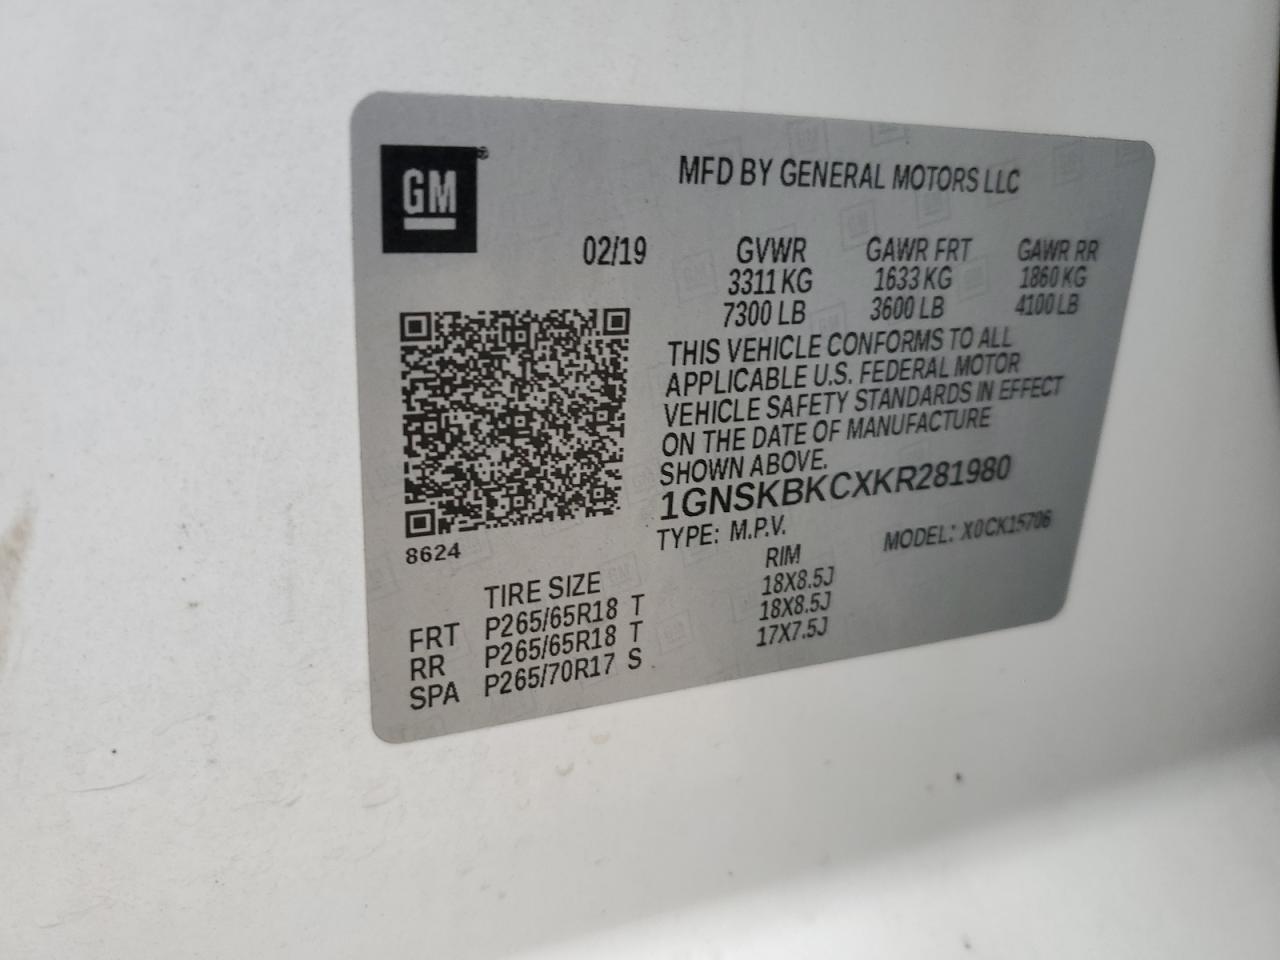 GM®
MFD BY GENERAL MOTORS LLC
02/19 GVWR GAWR FRT GAWR RR
3311 KG 1633 KG 1860 KG
7300 LB 3600 LB 4100 LB
THIS VEHICLE CONFORMS TO ALL
APPLICABLE U.S. FEDERAL MOTOR
VEHICLE SAFETY STANDARDS IN EFFECT
ON THE DATE OF MANUFACTURE
SHOWN ABOVE.
1GNSKBKCXKR281980
TYPE: M.P.V. MODEL: X0CK15706
8624
TIRE SIZE RIM
FRT P265/65R18 T 18X8.5J
RR P265/65R18 T 18X8.5J
SPA P265/70R17 S 17X7.5J